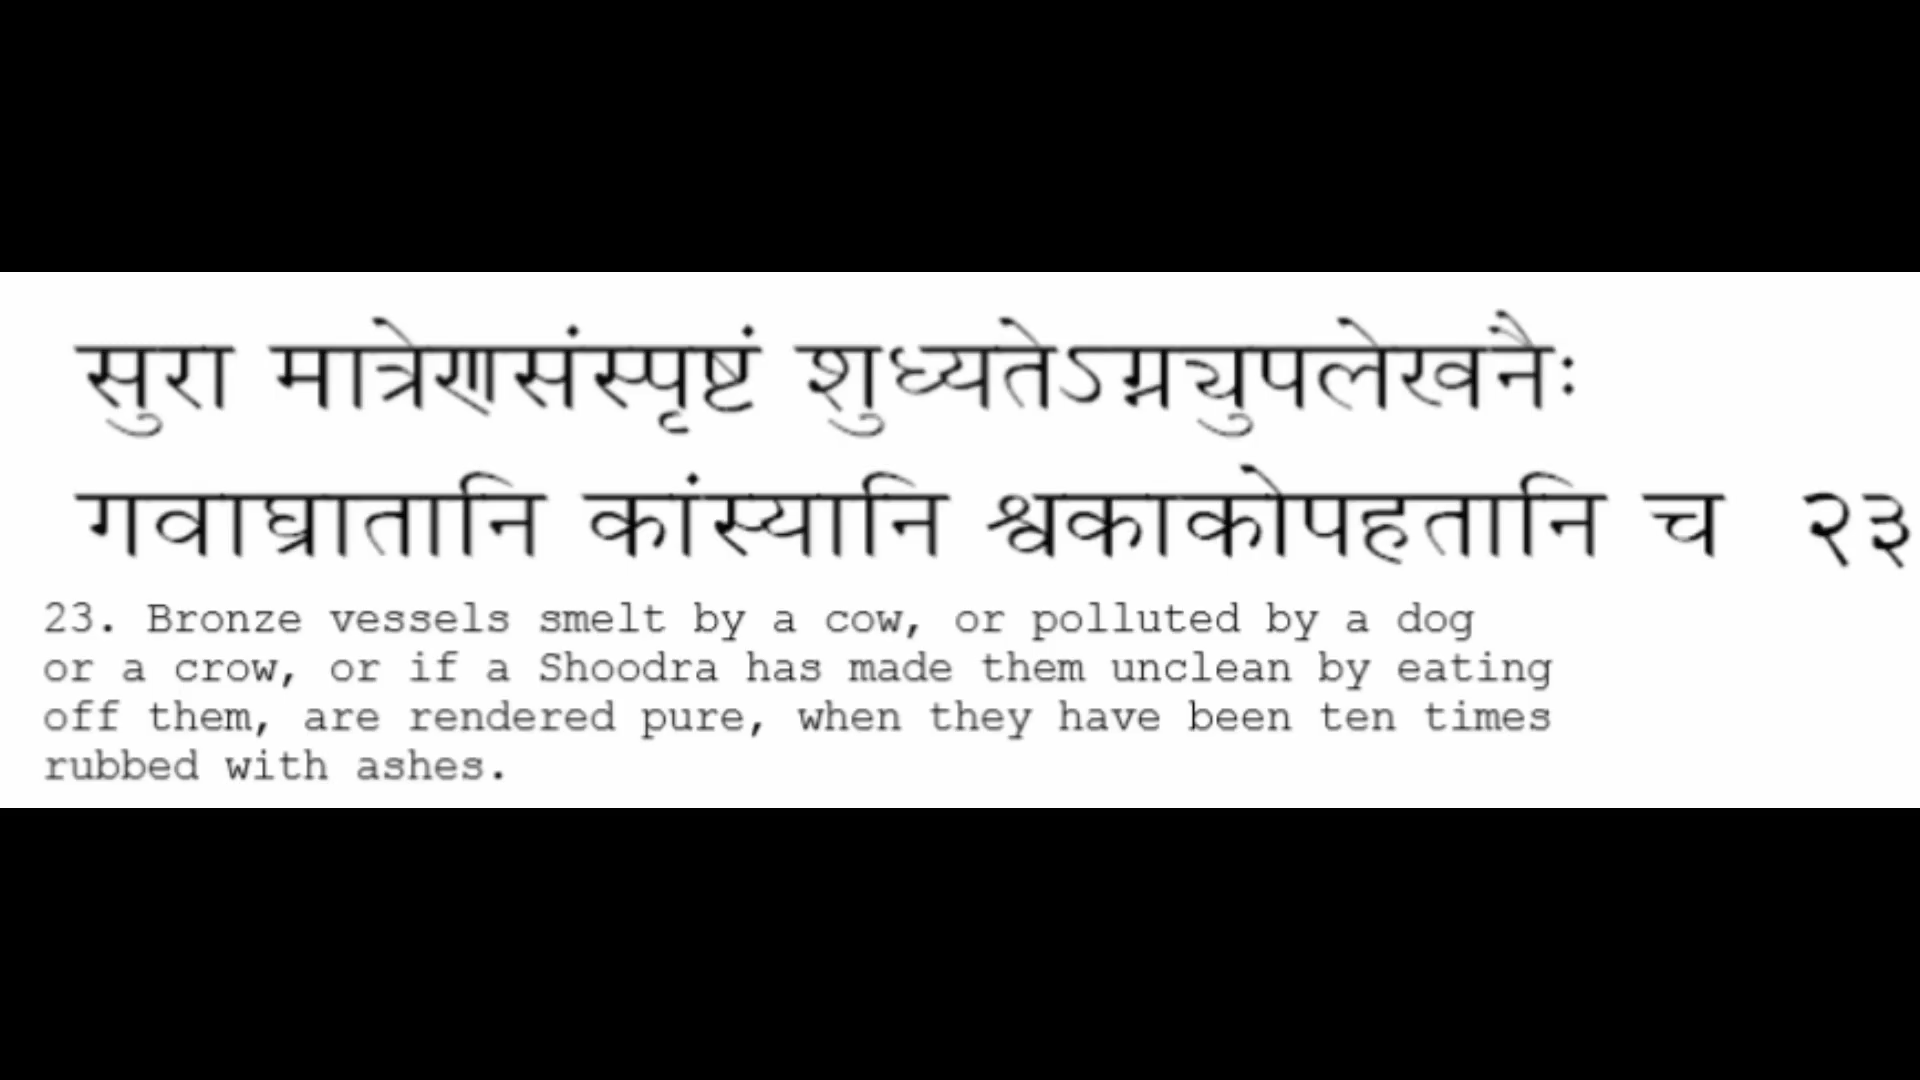 सुरा मात्रेणसंस्पृष्टं शुध्यतेऽग्न्युपलेखनैः
गवाघ्रातानि कांस्यानि श्वकाकोपहतानि च २३
23. Bronze vessels smelt by a cow, or polluted by a dog
or a crow, or if a Shoodra has made them unclean by eating
off them, are rendered pure, when they have been ten times
rubbed with ashes.